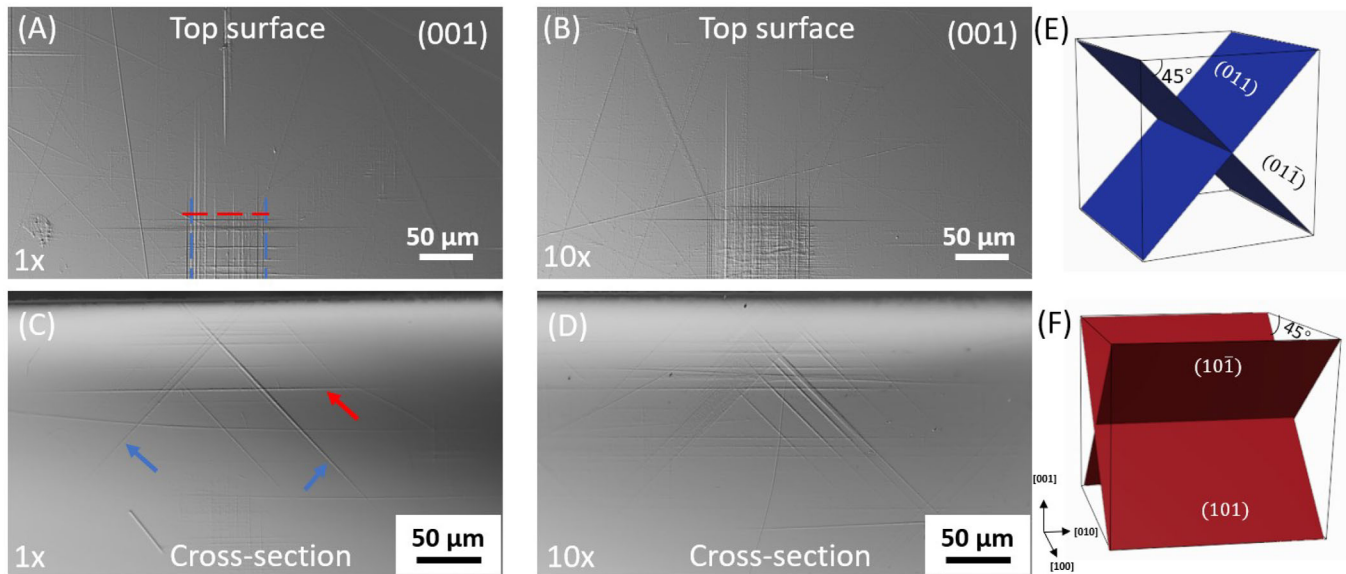 (A) Top surface (001)
50 μm
1x
(B) Top surface (001)
50 μm
10x
(C)
50 μm
1x Cross-section
(D)
50 μm
10x Cross-section
(E)
45°
(011)
(011̅)
(F)
45°
(101̅)
(101)
[001]
[010]
[100]